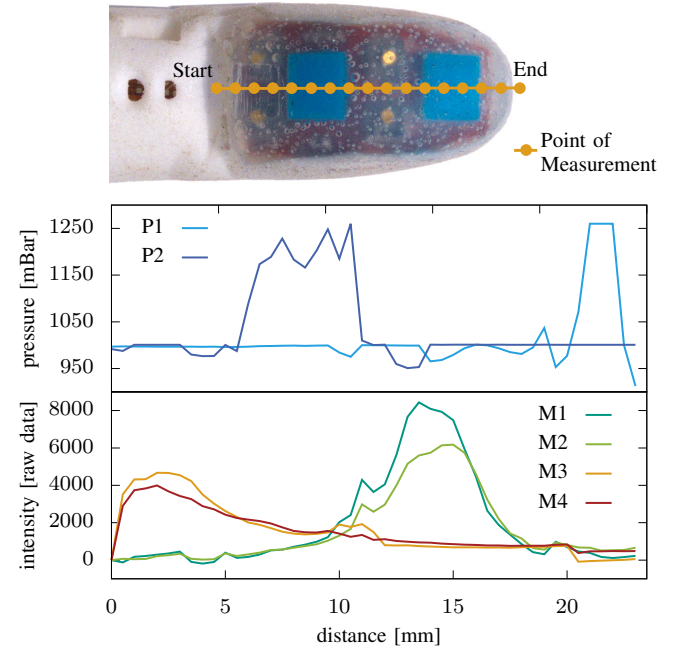 Start
End
Point of
Measurement
pressure [mBar]
1250
1150
1050
950
P1
P2
intensity [raw data]
8000
6000
4000
2000
0
M1
M2
M3
M4
0
5
10
15
20
distance [mm]